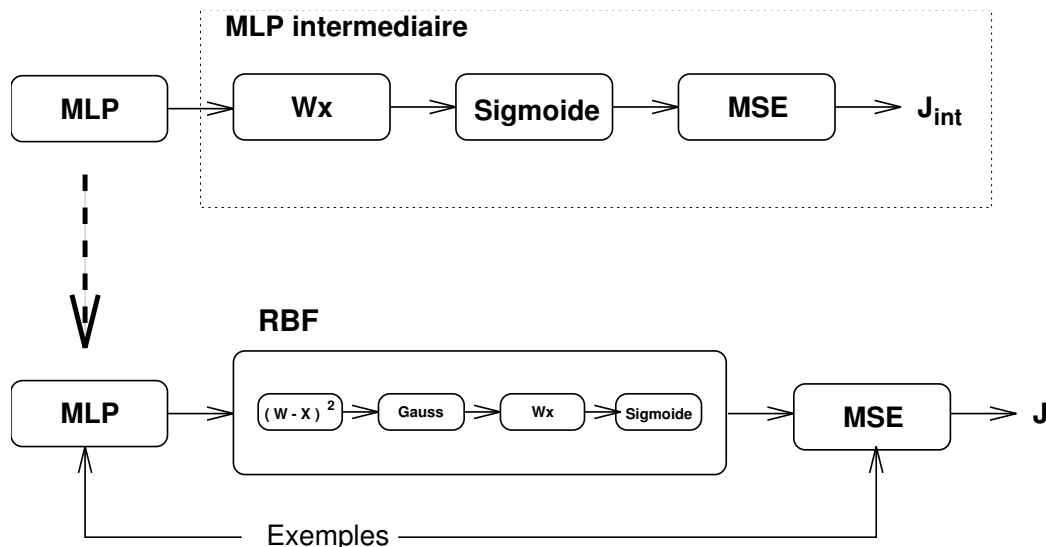 MLP intermediaire
MLP
Wx
Sigmoide
MSE
J_int
RBF
MLP
( W - X ) ²
Gauss
Wx
Sigmoide
MSE
J
Exemples